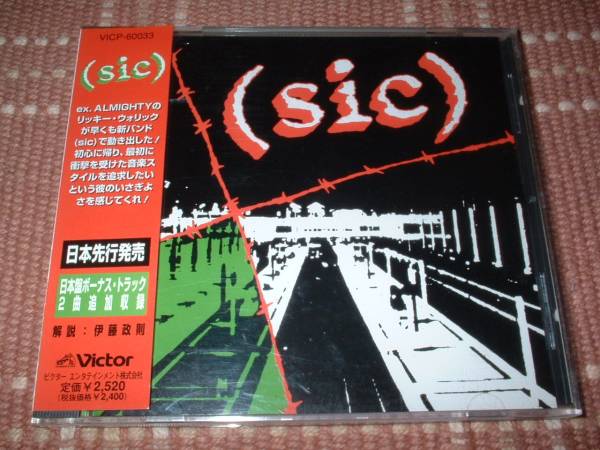 VICP-60033
(sic)
ex. ALMIGHTYの
リッキー・ウォリック
が早くも新バンド
(sic)で動き出した!
初心に帰り、最初に
衝撃を受けた音楽ス
タイルを追求したい
という彼のいさぎよ
さを感じてくれ!
日本先行発売
日本盤ボーナス・トラック
2曲追加収録
解説:伊藤政則
Victor
ビクター エンタテインメント株式会社
定価¥2,520
(税抜価格¥2,400)
(sic)